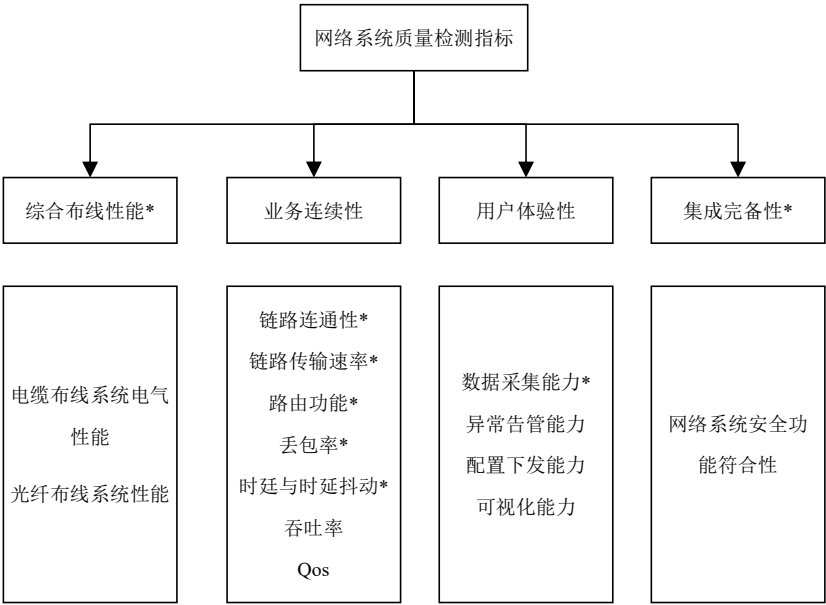 网络系统质量检测指标
综合布线性能*
业务连续性
用户体验性
集成完备性*
电缆布线系统电气
性能
光纤布线系统性能
链路连通性*
链路传输速率*
路由功能*
丢包率*
时廷与时延抖动*
吞吐率
Qos
数据采集能力*
异常告管能力
配置下发能力
可视化能力
网络系统安全功
能符合性